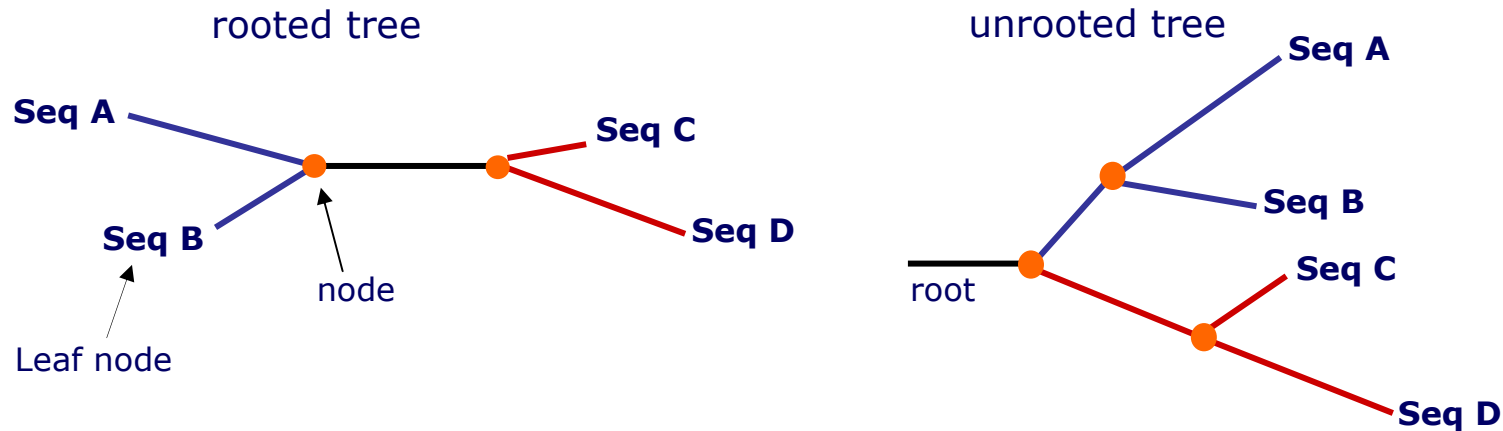 rooted tree
Seq A
Seq B
Seq C
Seq D
node
Leaf node
unrooted tree
Seq A
Seq B
root
Seq C
Seq D